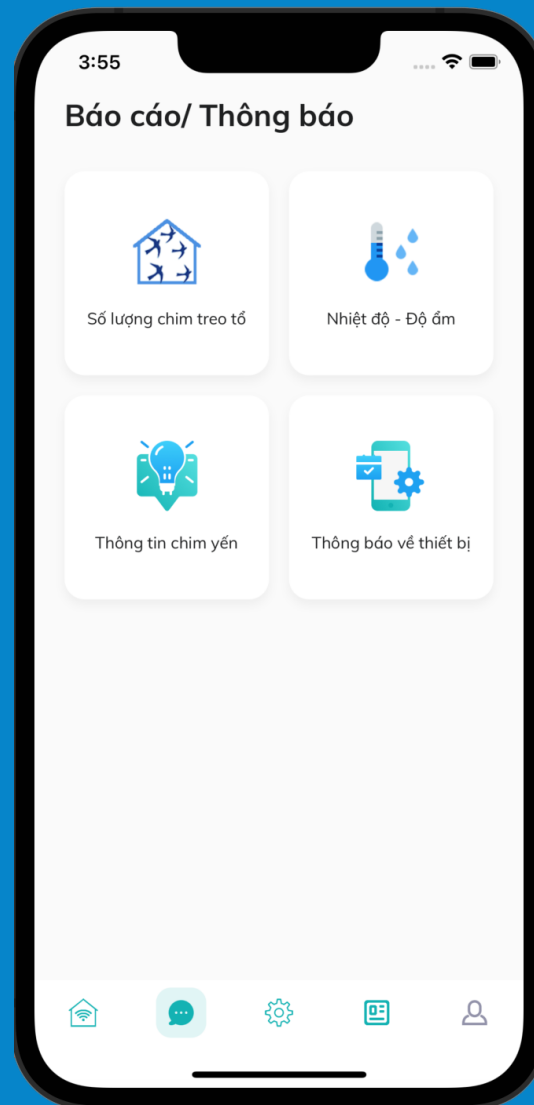 3:55
Báo cáo/ Thông báo
Số lượng chim treo tổ
Nhiệt độ - Độ ẩm
Thông tin chim yến
Thông báo về thiết bị